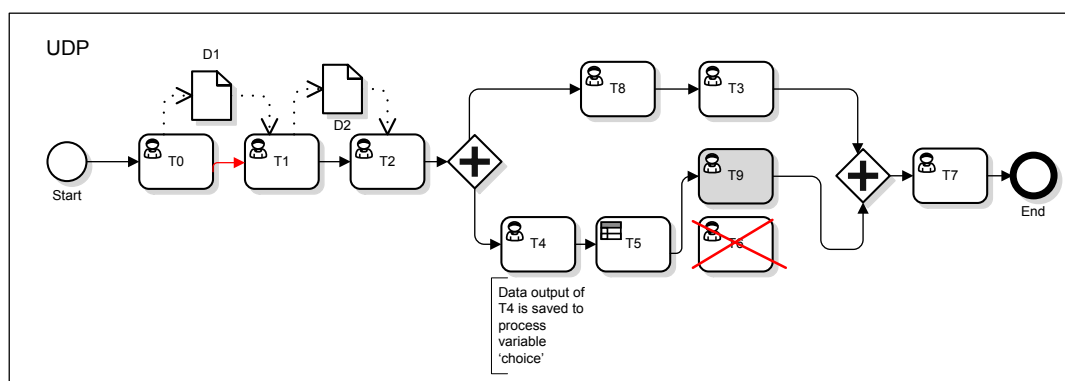 UDP
D1
D2
T8
T3
T0
T1
T2
T9
T7
Start
End
T4
T5
T6
Data output of
T4 is saved to
process
variable
‘choice’